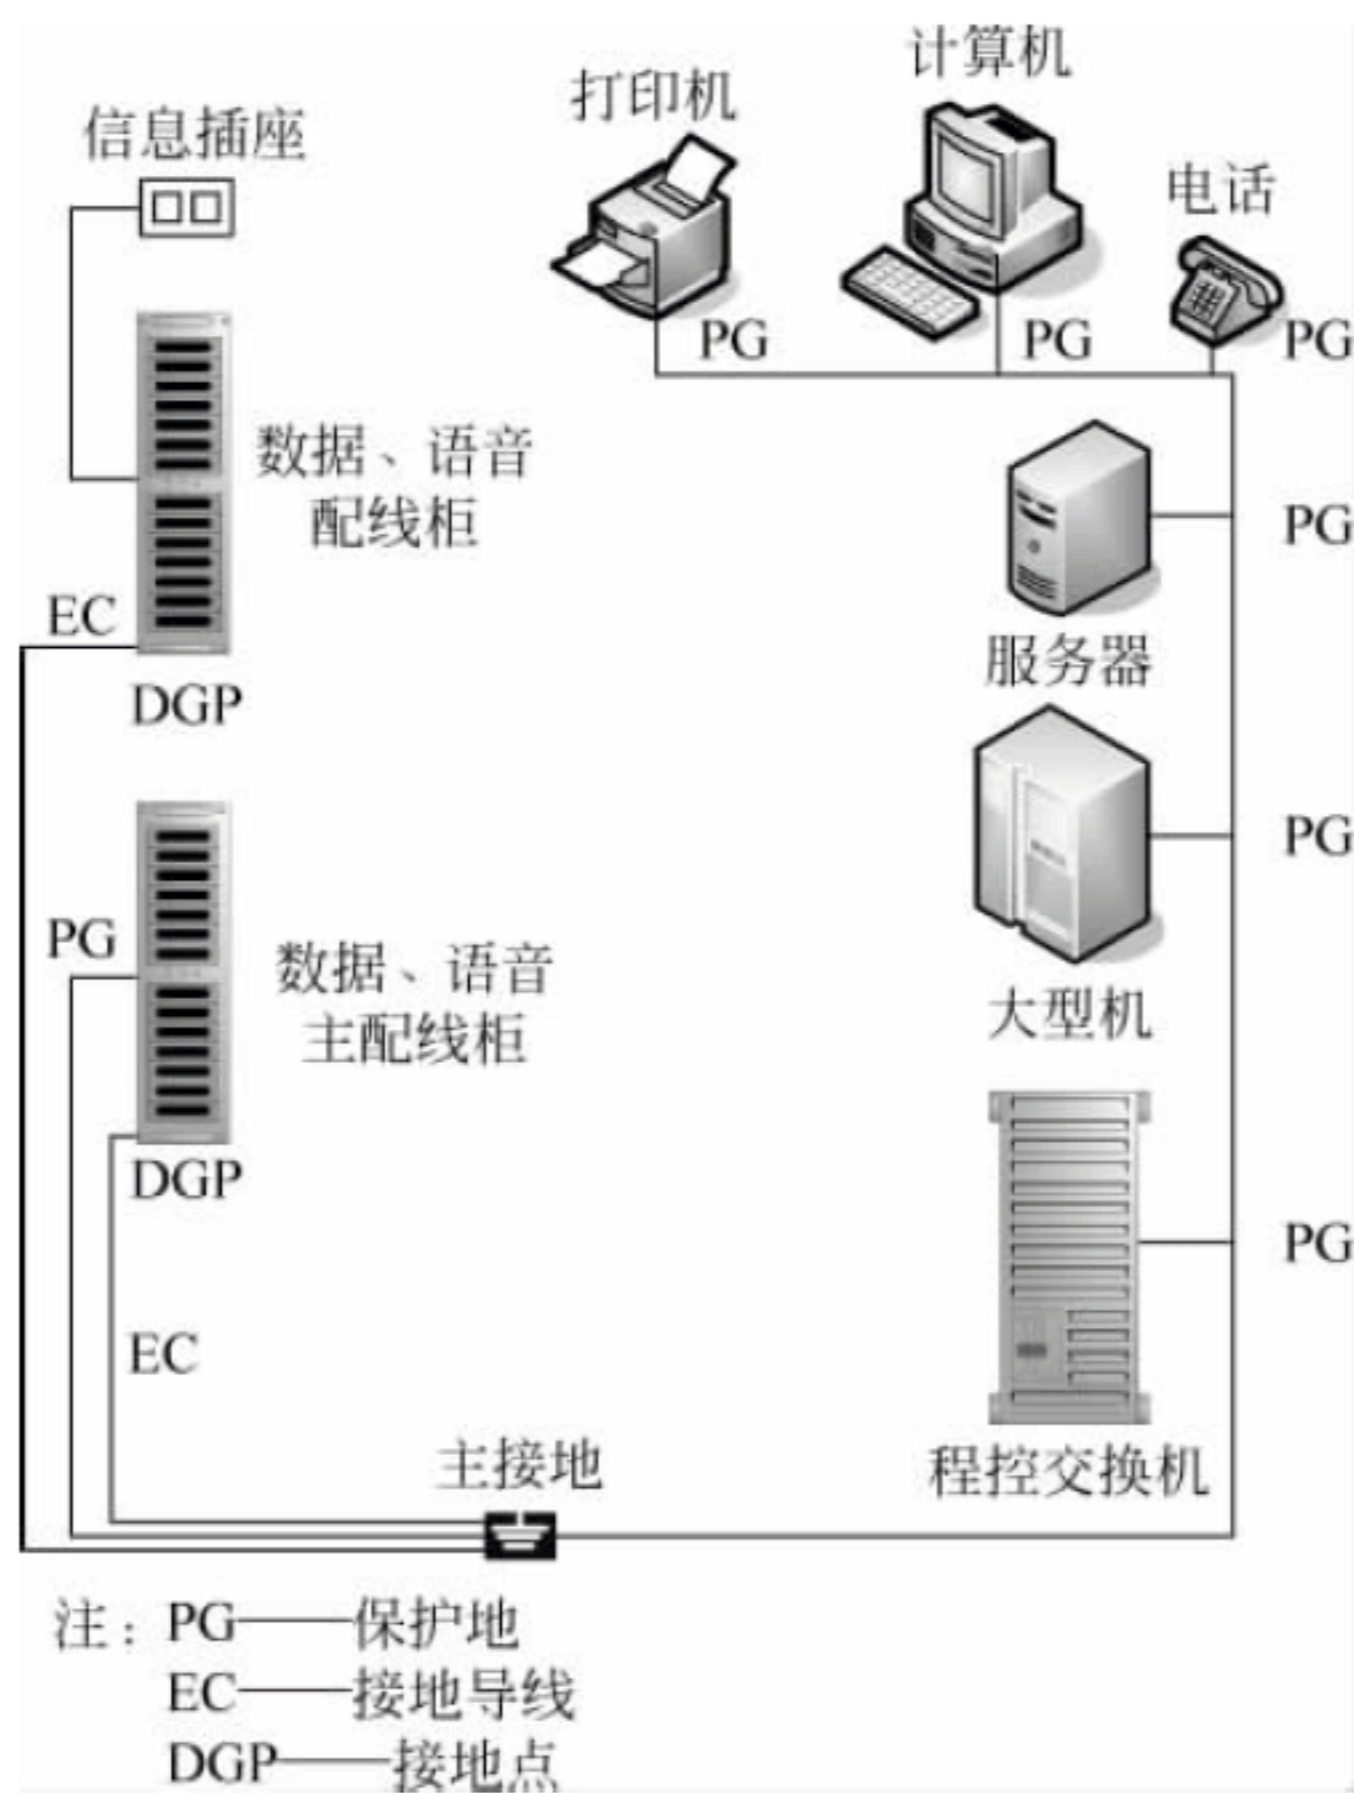 计算机
打印机
信息插座
电话
PG
PG
PG
数据、语音
配线柜
PG
EC
服务器
DGP
PG
PG
数据、语音
主配线柜
大型机
DGP
PG
EC
主接地
程控交换机
注：PG——保护地
EC——接地导线
DGP——接地点